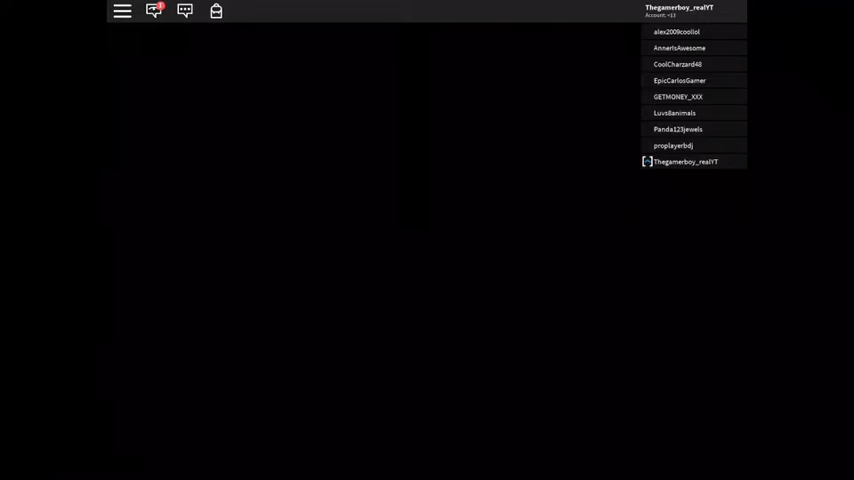 1
Thegamerboy_realYT
Account: <13
alex2009coollol
AnnerIsAwesome
CoolCharzard48
EpicCarlosGamer
GETMONEY_XXX
Luvs8animals
Panda123jewels
proplayerbdj
Thegamerboy_realYT